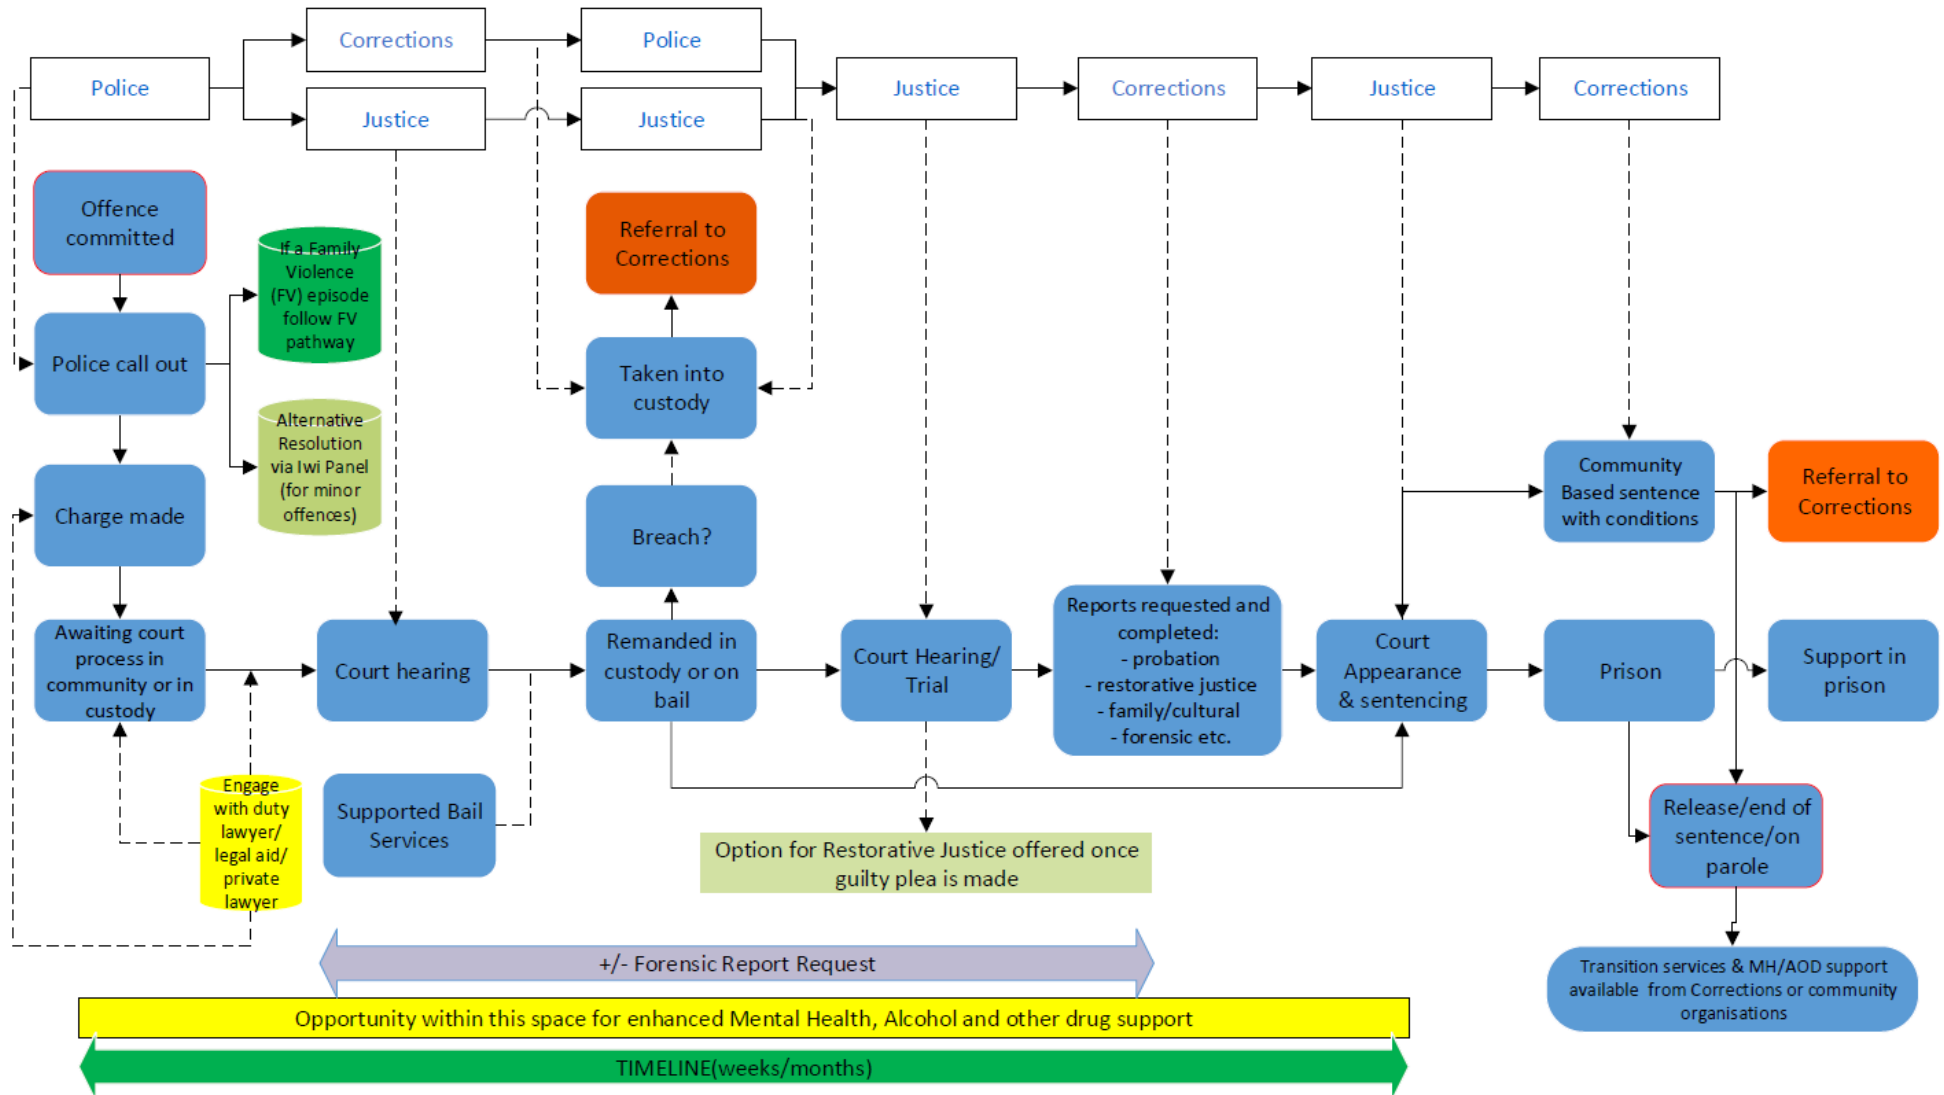 Police
Corrections
Justice
Police
Justice
Justice
Corrections
Justice
Corrections
Offence
committed
Police call out
Charge made
Awaiting court
process in
community or in
custody
If a Family
Violence
(FV) episode
follow FV
pathway
Alternative
Resolution
via Iwi Panel
(for minor
offences)
Engage
with duty
lawyer/
legal aid/
private
lawyer
Court hearing
Supported Bail
Services
Referral to
Corrections
Taken into
custody
Breach?
Remanded in
custody or on
bail
Court Hearing/
Trial
Option for Restorative Justice offered once
guilty plea is made
Reports requested and
completed:
- probation
- restorative justice
- family/cultural
- forensic etc.
Court
Appearance
& sentencing
Community
Based sentence
with conditions
Referral to
Corrections
Prison
Support in
prison
Release/end of
sentence/on
parole
Transition services & MH/AOD support
available from Corrections or community
organisations
+/- Forensic Report Request
Opportunity within this space for enhanced Mental Health, Alcohol and other drug support
TIMELINE(weeks/months)